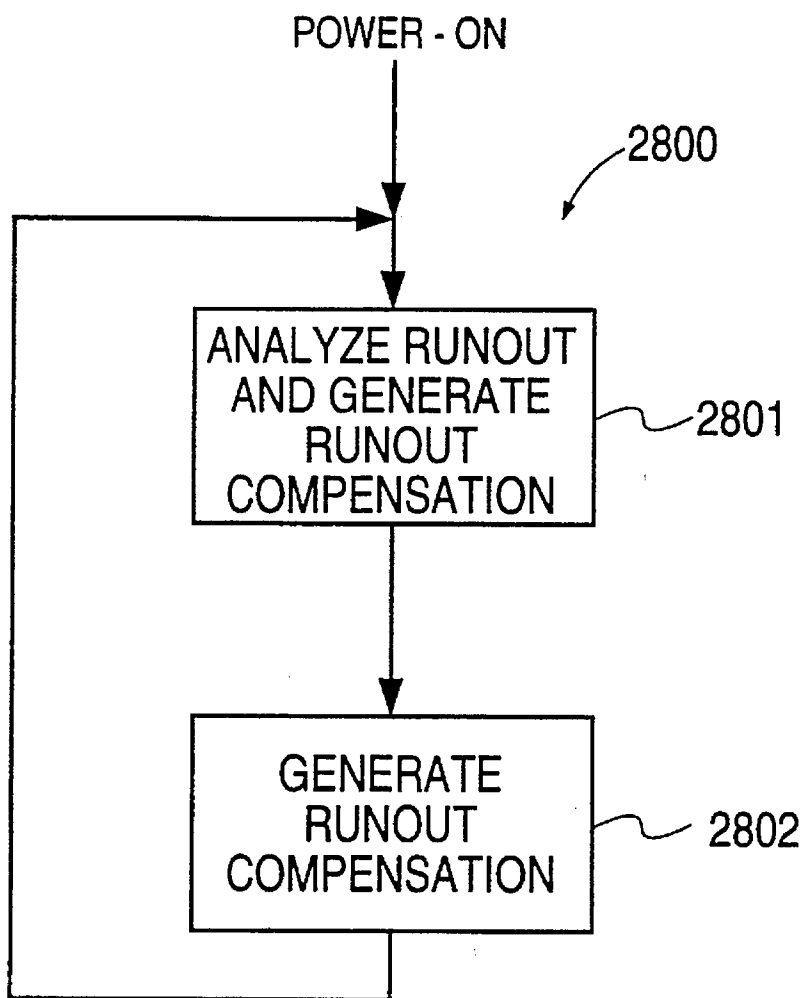 POWER - ON
2800
ANALYZE RUNOUT
AND GENERATE
RUNOUT
COMPENSATION
2801
GENERATE
RUNOUT
COMPENSATION
2802